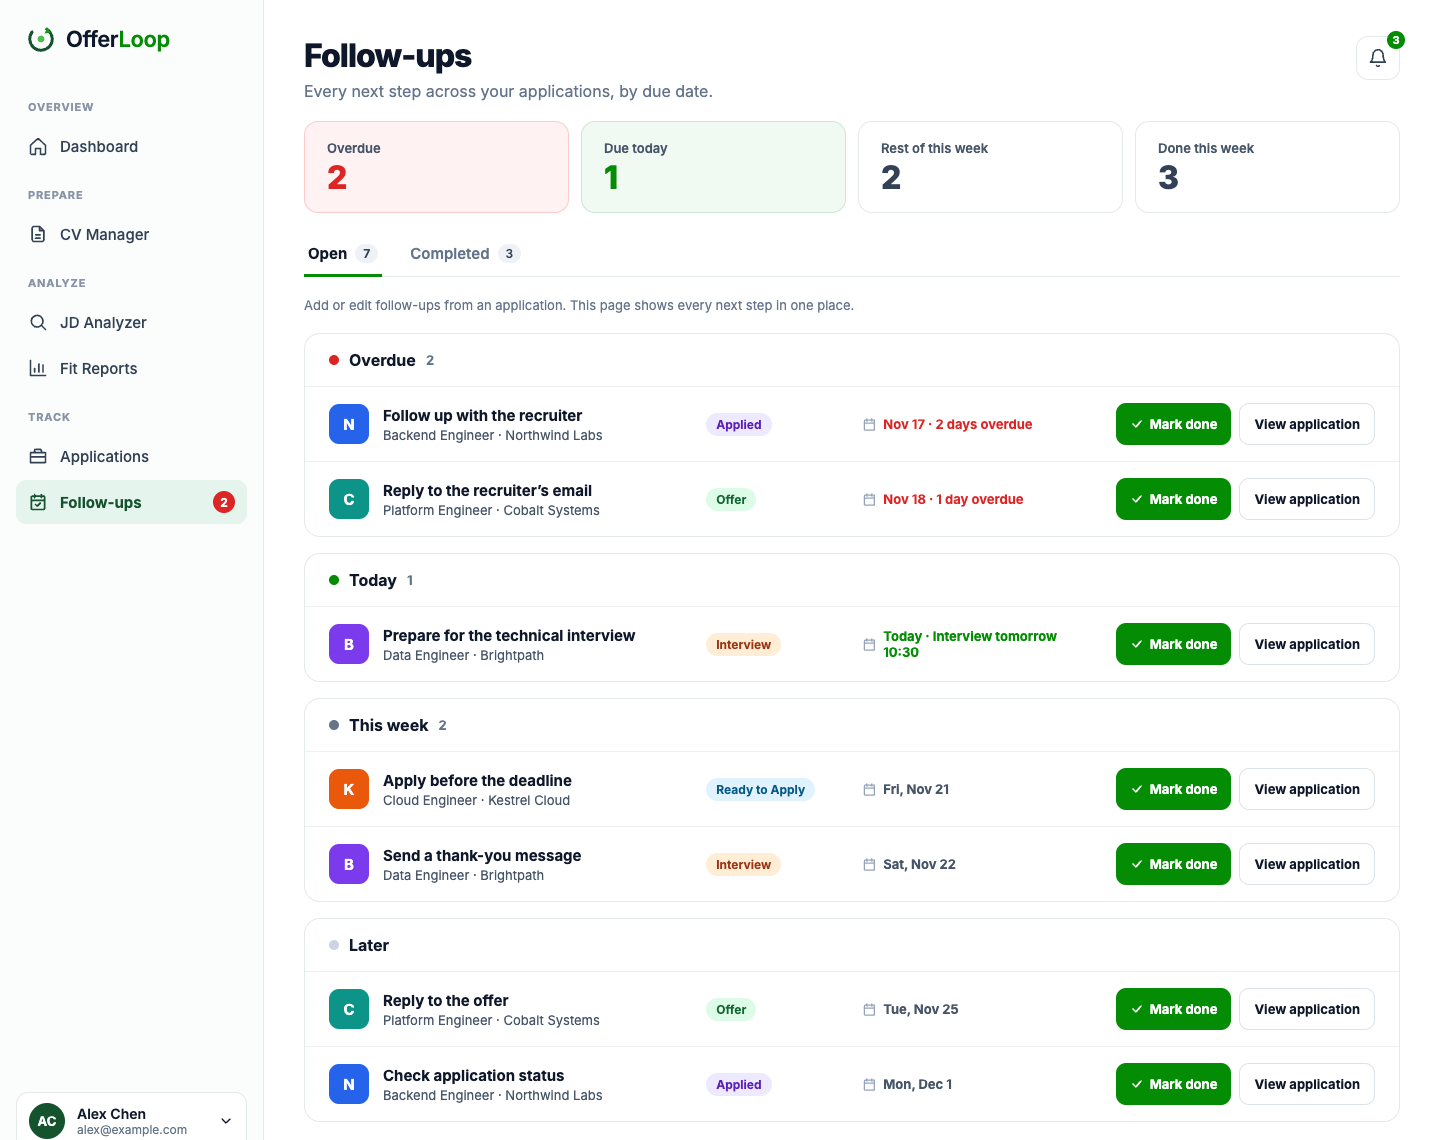 OfferLoop
OVERVIEW
Dashboard
PREPARE
CV Manager
ANALYZE
JD Analyzer
Fit Reports
TRACK
Applications
Follow-ups 2
AC
Alex Chen
alex@example.com
Follow-ups
3
Every next step across your applications, by due date.
Overdue
2
Due today
1
Rest of this week
2
Done this week
3
Open 7 Completed 3
Add or edit follow-ups from an application. This page shows every next step in one place.
Overdue 2
N
Follow up with the recruiter
Backend Engineer · Northwind Labs
Applied
Nov 17 · 2 days overdue
Mark done
View application
C
Reply to the recruiter’s email
Platform Engineer · Cobalt Systems
Offer
Nov 18 · 1 day overdue
Mark done
View application
Today 1
B
Prepare for the technical interview
Data Engineer · Brightpath
Interview
Today · Interview tomorrow
10:30
Mark done
View application
This week 2
K
Apply before the deadline
Cloud Engineer · Kestrel Cloud
Ready to Apply
Fri, Nov 21
Mark done
View application
B
Send a thank-you message
Data Engineer · Brightpath
Interview
Sat, Nov 22
Mark done
View application
Later
C
Reply to the offer
Platform Engineer · Cobalt Systems
Offer
Tue, Nov 25
Mark done
View application
N
Check application status
Backend Engineer · Northwind Labs
Applied
Mon, Dec 1
Mark done
View application